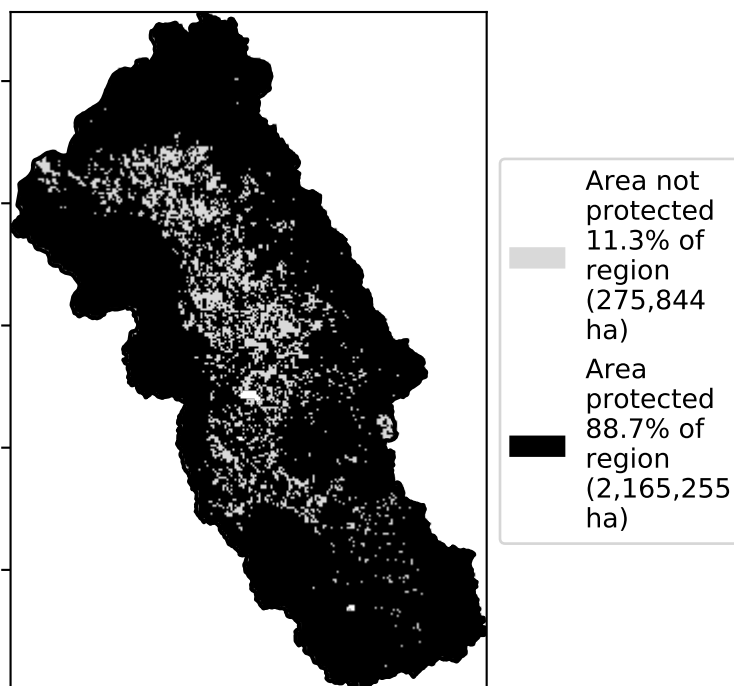 Area not
protected
11.3% of
region
(275,844
ha)
Area
protected
88.7% of
region
(2,165,255
ha)